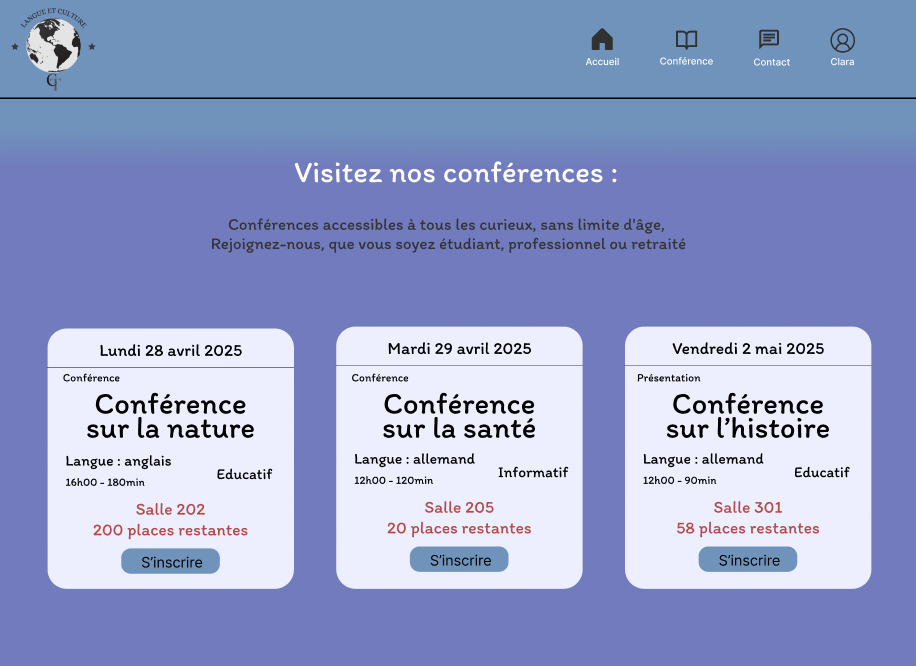 LANGUE ET CULTURE
Accueil
Conférence
Contact
Clara
Visitez nos conférences :
Conférences accessibles à tous les curieux, sans limite d'âge,
Rejoignez-nous, que vous soyez étudiant, professionnel ou retraité
Lundi 28 avril 2025
Conférence
Conférence
sur la nature
Langue : anglais
16h00 - 180min
Educatif
Salle 202
200 places restantes
S'inscrire
Mardi 29 avril 2025
Conférence
Conférence
sur la santé
Langue : allemand
12h00 - 120min
Informatif
Salle 205
20 places restantes
S'inscrire
Vendredi 2 mai 2025
Présentation
Conférence
sur l’histoire
Langue : allemand
12h00 - 90min
Educatif
Salle 301
58 places restantes
S'inscrire